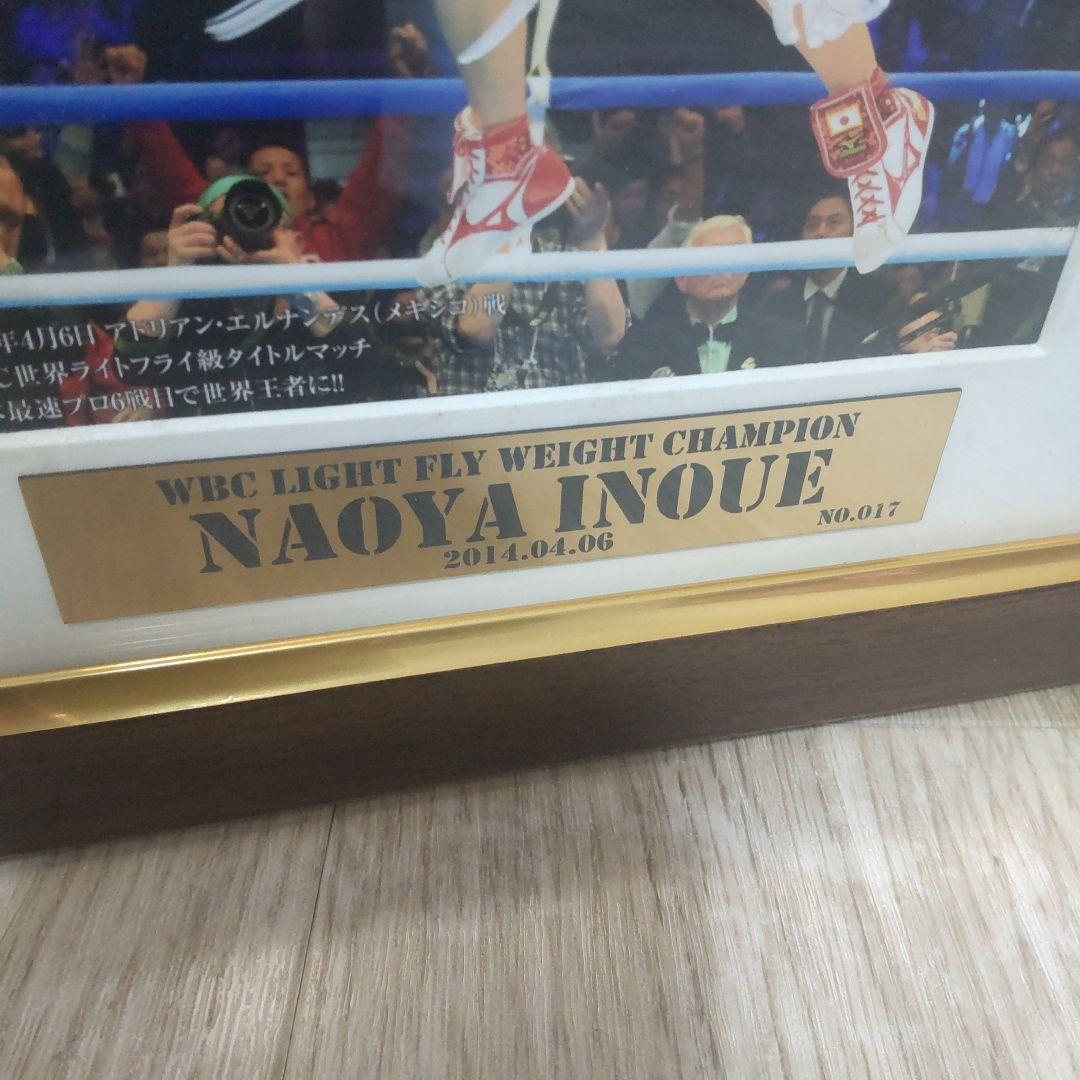 年4月6日 アドリアン・エルナンデス(メキシコ)戦
C世界ライトフライ級タイトルマッチ
最速プロ6戦目で世界王者に!!
WBC LIGHT FLY WEIGHT CHAMPION
NAOYA INOUE
2014.04.06
NO.017